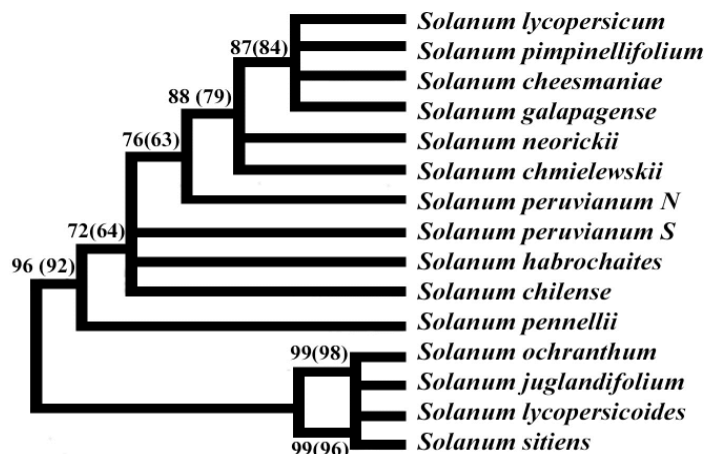 Solanum lycopersicum
87(84)
Solanum pimpinellifolium
Solanum cheesmaniae
88 (79)
Solanum galapagense
76(63)
Solanum neorickii
Solanum chmielewskii
Solanum peruvianum N
72(64)
Solanum peruvianum S
96 (92)
Solanum habrochaites
Solanum chilense
Solanum pennellii
99(98)
Solanum ochranthum
Solanum juglandifolium
Solanum lycopersicoides
99(96)
Solanum sitiens